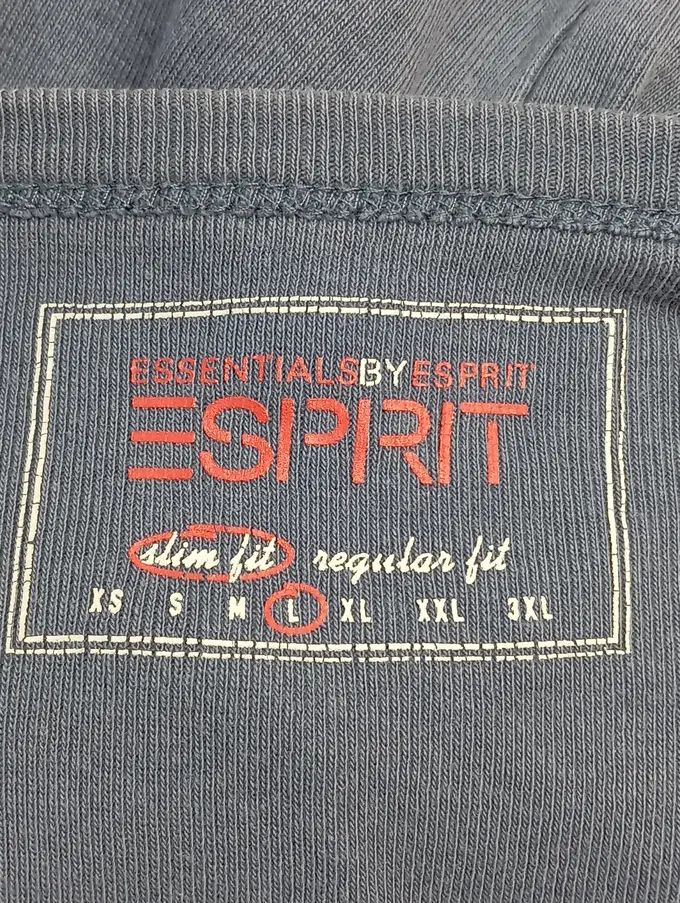 ESSENTIALSBYESPRIT
ESPRIT
slim fit regular fit
XS S M L XL XXL 3XL